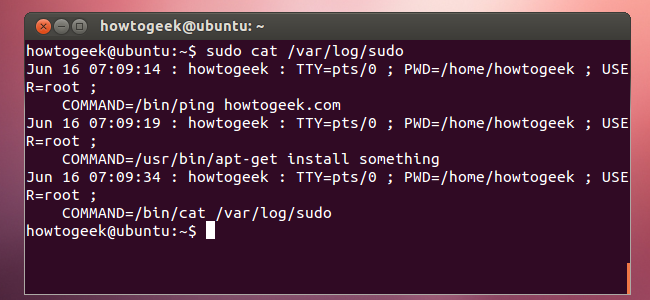 howtogeek@ubuntu: ~
howtogeek@ubuntu:~$ sudo cat /var/log/sudo
Jun 16 07:09:14 : howtogeek : TTY=pts/0 ; PWD=/home/howtogeek ; USE
R=root ;
    COMMAND=/bin/ping howtogeek.com
Jun 16 07:09:19 : howtogeek : TTY=pts/0 ; PWD=/home/howtogeek ; USE
R=root ;
    COMMAND=/usr/bin/apt-get install something
Jun 16 07:09:34 : howtogeek : TTY=pts/0 ; PWD=/home/howtogeek ; USE
R=root ;
    COMMAND=/bin/cat /var/log/sudo
howtogeek@ubuntu:~$